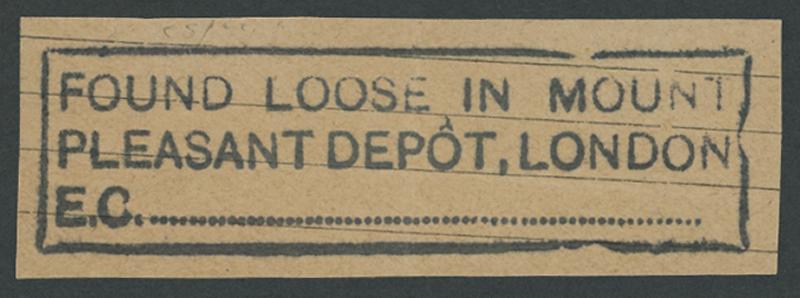 FOUND LOOSE IN MOUNT
PLEASANT DEPÔT, LONDON
E.C.......................................................